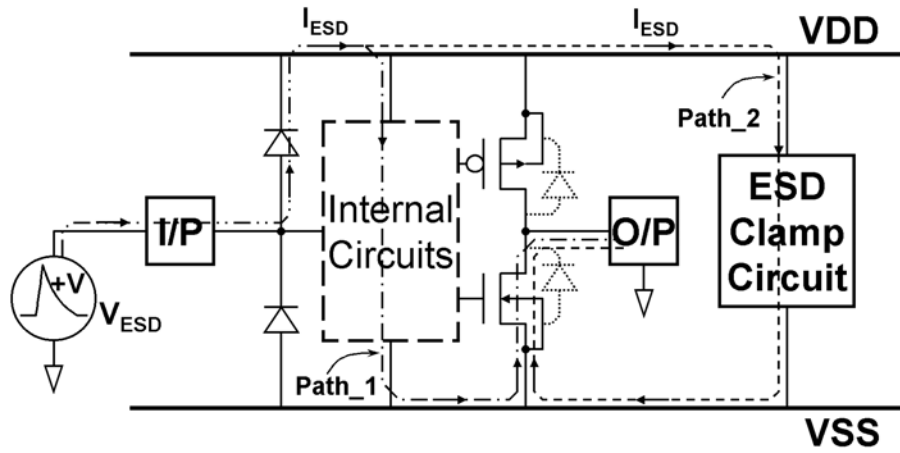 I_ESD
I_ESD
VDD
Path_2
I/P
Internal
Circuits
O/P
ESD
Clamp
Circuit
+V
V_ESD
Path_1
VSS